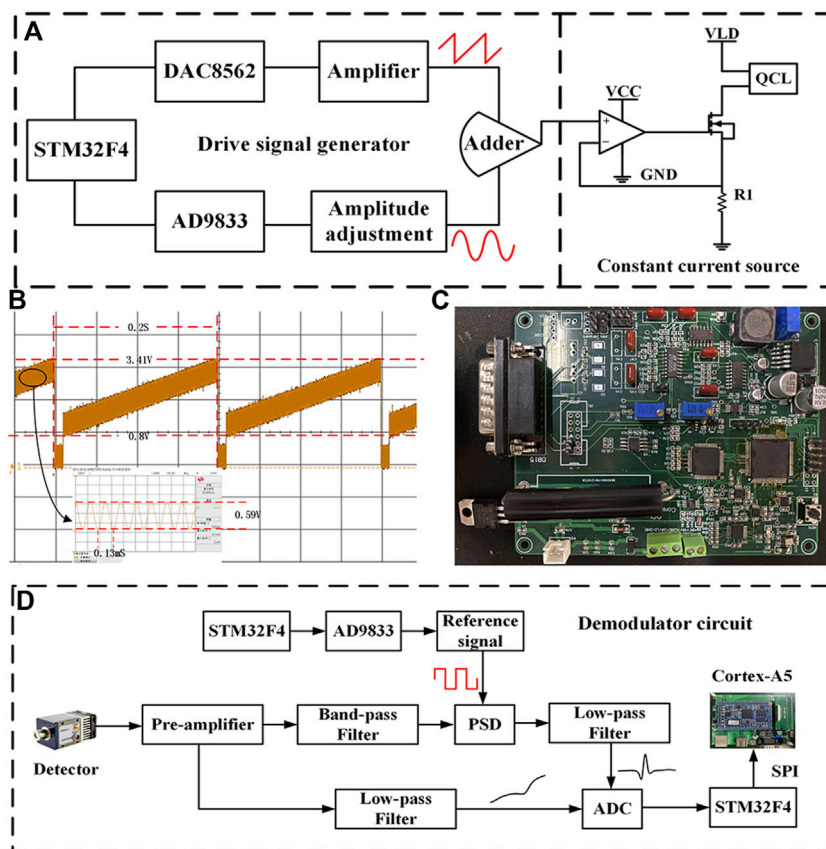 A
DAC8562
Amplifier
STM32F4
Drive signal generator
Adder
AD9833
Amplitude
adjustment
VLD
QCL
VCC
+
−
GND
R1
Constant current source
B
0.2S
3.41V
0.8V
0.59V
0.13mS
C
DB15
D
STM32F4
AD9833
Reference
signal
Demodulator circuit
Cortex-A5
Detector
Pre-amplifier
Band-pass
Filter
PSD
Low-pass
Filter
SPI
Low-pass
Filter
ADC
STM32F4